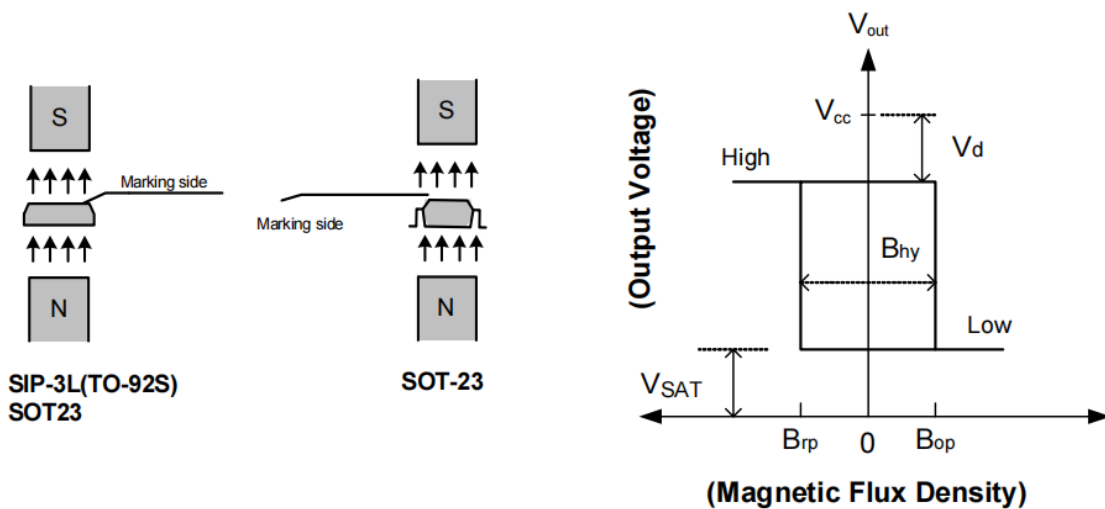 S
Marking side
N
SIP-3L(TO-92S)
SOT23
S
Marking side
N
SOT-23
Vout
(Output Voltage)
Vcc
Vd
High
Bhy
Low
VSAT
Brp
0
Bop
(Magnetic Flux Density)